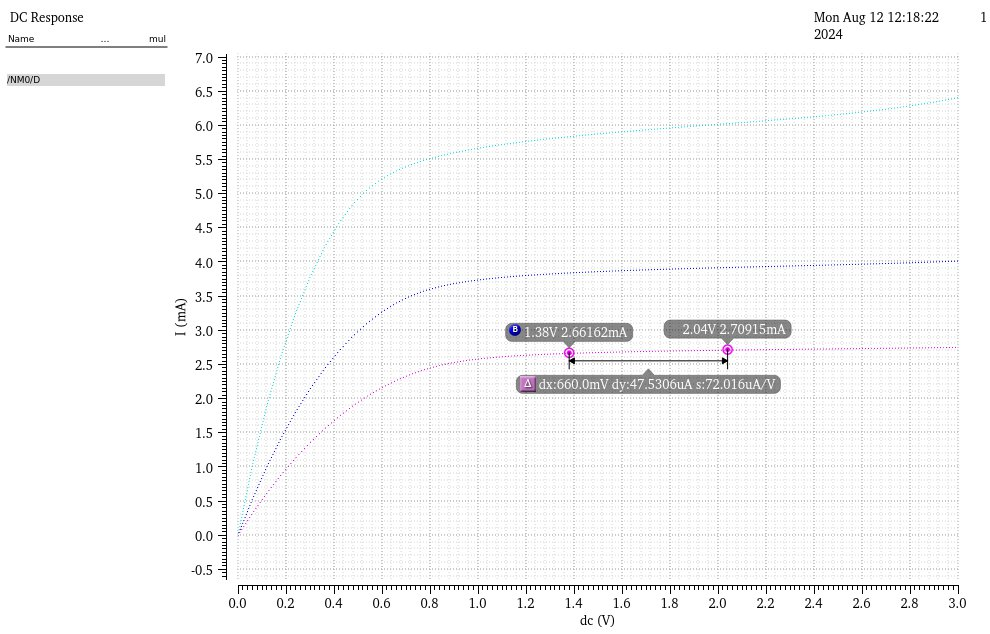 DC Response
Mon Aug 12 12:18:22 1
2024
Name ... mul
/NM0/D
7.0
6.5
6.0
5.5
5.0
4.5
4.0
3.5
3.0
2.5
2.0
1.5
1.0
0.5
0.0
-0.5
I (mA)
B 1.38V 2.66162mA
2.04V 2.70915mA
Δ dx:660.0mV dy:47.5306uA s:72.016uA/V
0.0 0.2 0.4 0.6 0.8 1.0 1.2 1.4 1.6 1.8 2.0 2.2 2.4 2.6 2.8 3.0
dc (V)